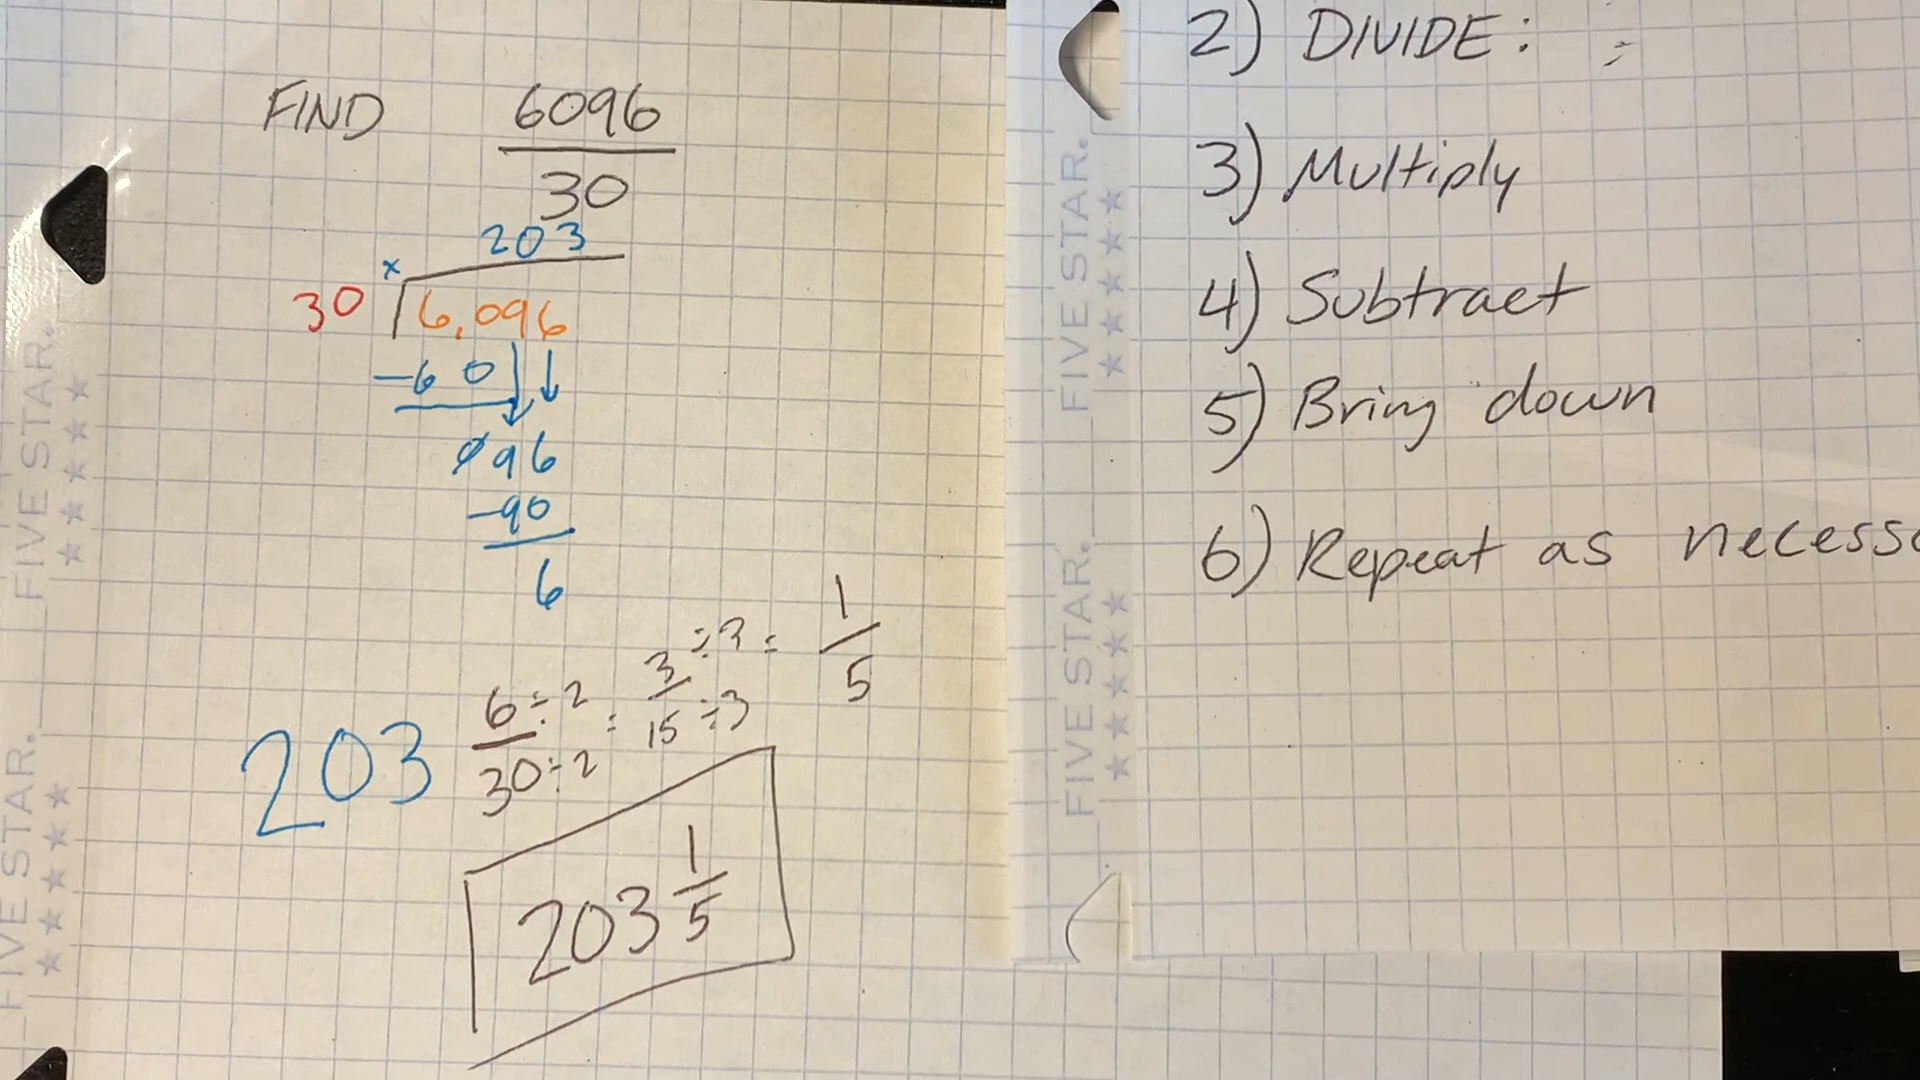 FIND 6096
30
203
x
30 6,096
-60
096
-90
6
203 6÷2 = 3÷3 = 1
30÷2 15÷3 5
203 1
5
2) DIVIDE: ÷
3) Multiply
4) Subtract
5) Bring down
6) Repeat as
FIVE STAR.
FIVE STAR.
FIVE STAR.
FIVE STAR.